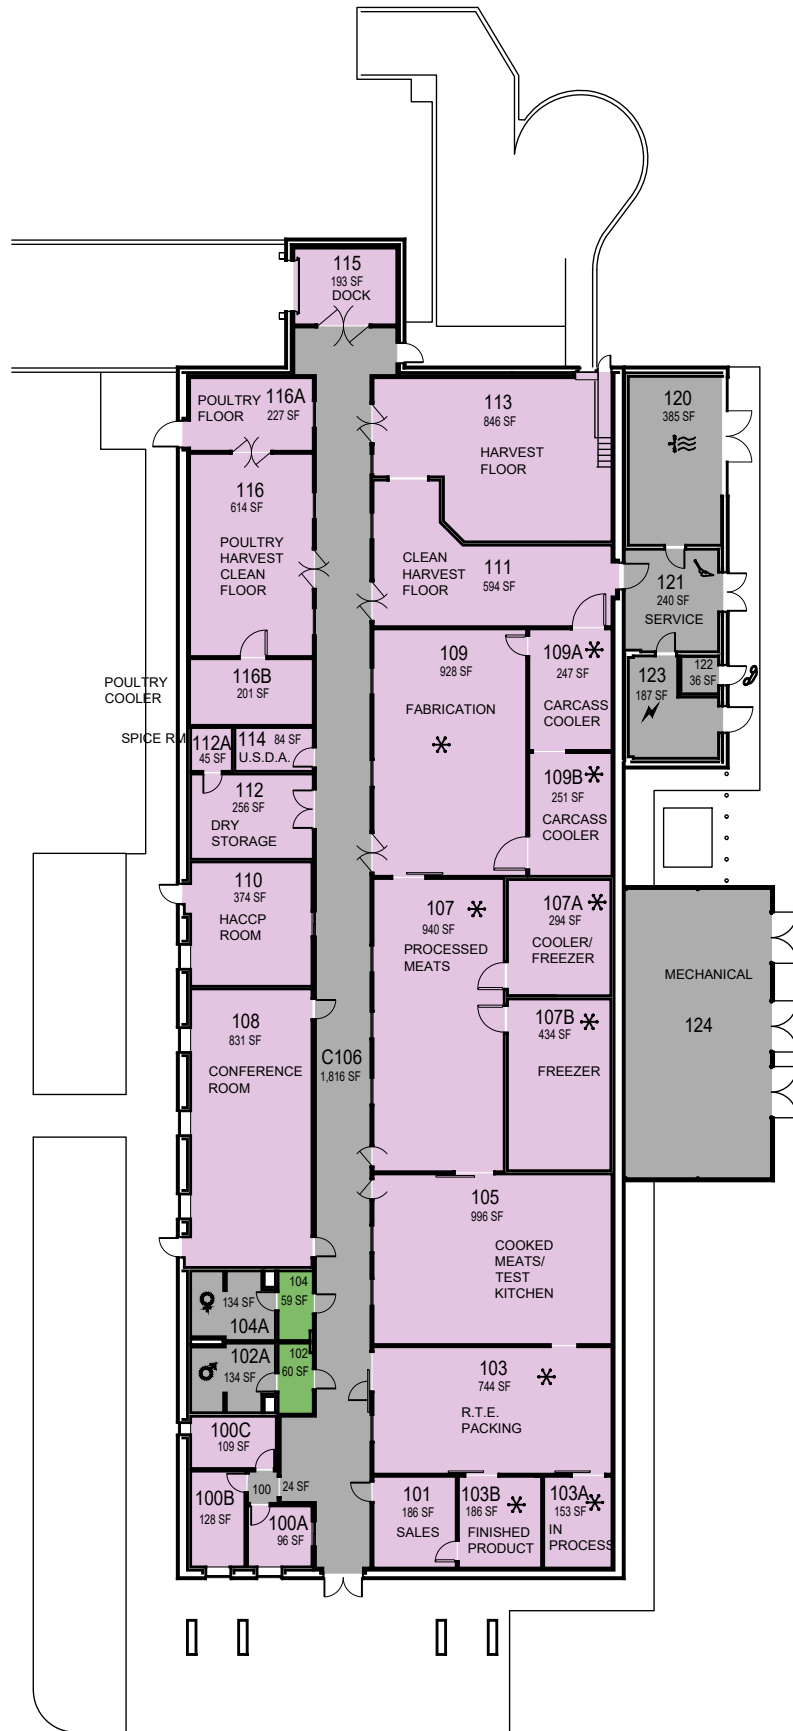 115
193 SF
DOCK
POULTRY
FLOOR
116A
227 SF
113
846 SF
HARVEST
FLOOR
120
385 SF
116
614 SF
POULTRY
HARVEST
CLEAN
FLOOR
CLEAN
HARVEST
FLOOR
111
594 SF
121
240 SF
SERVICE
122
36 SF
123
187 SF
POULTRY
COOLER
116B
201 SF
109
928 SF
FABRICATION
109A
247 SF
CARCASS
COOLER
SPICE RM
112A
45 SF
114 84 SF
U.S.D.A.
109B
251 SF
CARCASS
COOLER
112
256 SF
DRY
STORAGE
110
374 SF
HACCP
ROOM
107
940 SF
PROCESSED
MEATS
107A
294 SF
COOLER/
FREEZER
MECHANICAL
124
108
831 SF
CONFERENCE
ROOM
C106
1,816 SF
107B
434 SF
FREEZER
105
996 SF
COOKED
MEATS/
TEST
KITCHEN
104
59 SF
134 SF
104A
102
60 SF
102A
134 SF
103
744 SF
R.T.E.
PACKING
100C
109 SF
100 24 SF
100B
128 SF
100A
96 SF
101
186 SF
SALES
103B
186 SF
FINISHED
PRODUCT
103A
153 SF
IN
PROCESS